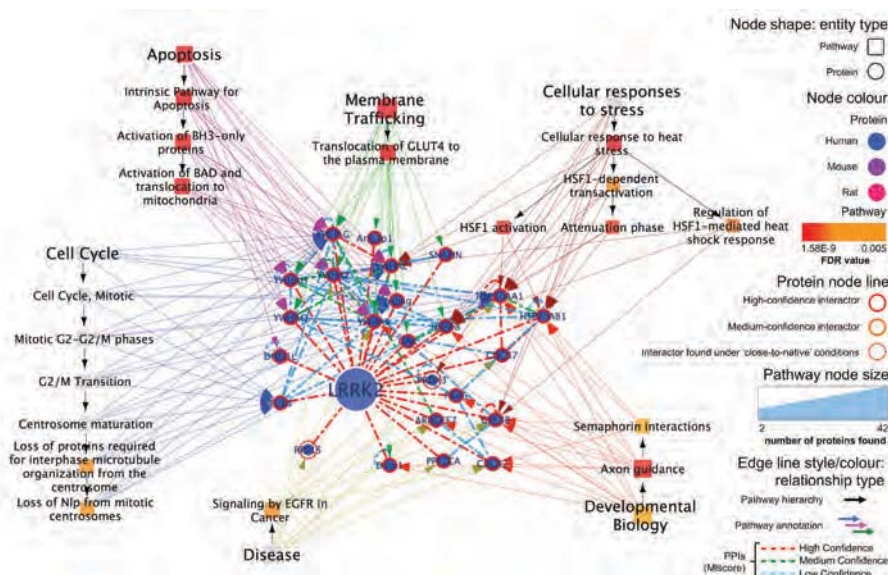 Apoptosis
Intrinsic Pathway for
Apoptosis
Activation of BH3-only
proteins
Activation of BAD and
translocation to
mitochondria
Membrane
Trafficking
Translocation of GLUT4 to
the plasma membrane
Cellular responses
to stress
Cellular response to heat
stress
HSF1-dependent
transactivation
HSF1 activation
Attenuation phase
Regulation of
HSF1-mediated heat
shock response
Cell Cycle
Cell Cycle, Mitotic
Mitotic G2-G2/M phases
G2/M Transition
Centrosome maturation
Loss of proteins required
for interphase microtubule
organization from the
centrosome
Loss of Nlp from mitotic
centrosomes
LRRK2
Signaling by EGFR in
Cancer
Disease
Semaphorin interactions
Axon guidance
Developmental
Biology
Node shape: entity type
Pathway
Protein
Node colour
Protein
Human
Mouse
Rat
Pathway
1.58E-9 0.005
FDR value
Protein node line
High-confidence interactor
Medium-confidence interactor
Interactor found under 'close-to-native' conditions
Pathway node size
2 42
number of proteins found
Edge line style/colour:
relationship type
Pathway hierarchy
Pathway annotation
PPIs
(MIscore)
High Confidence
Medium Confidence
Low Confidence